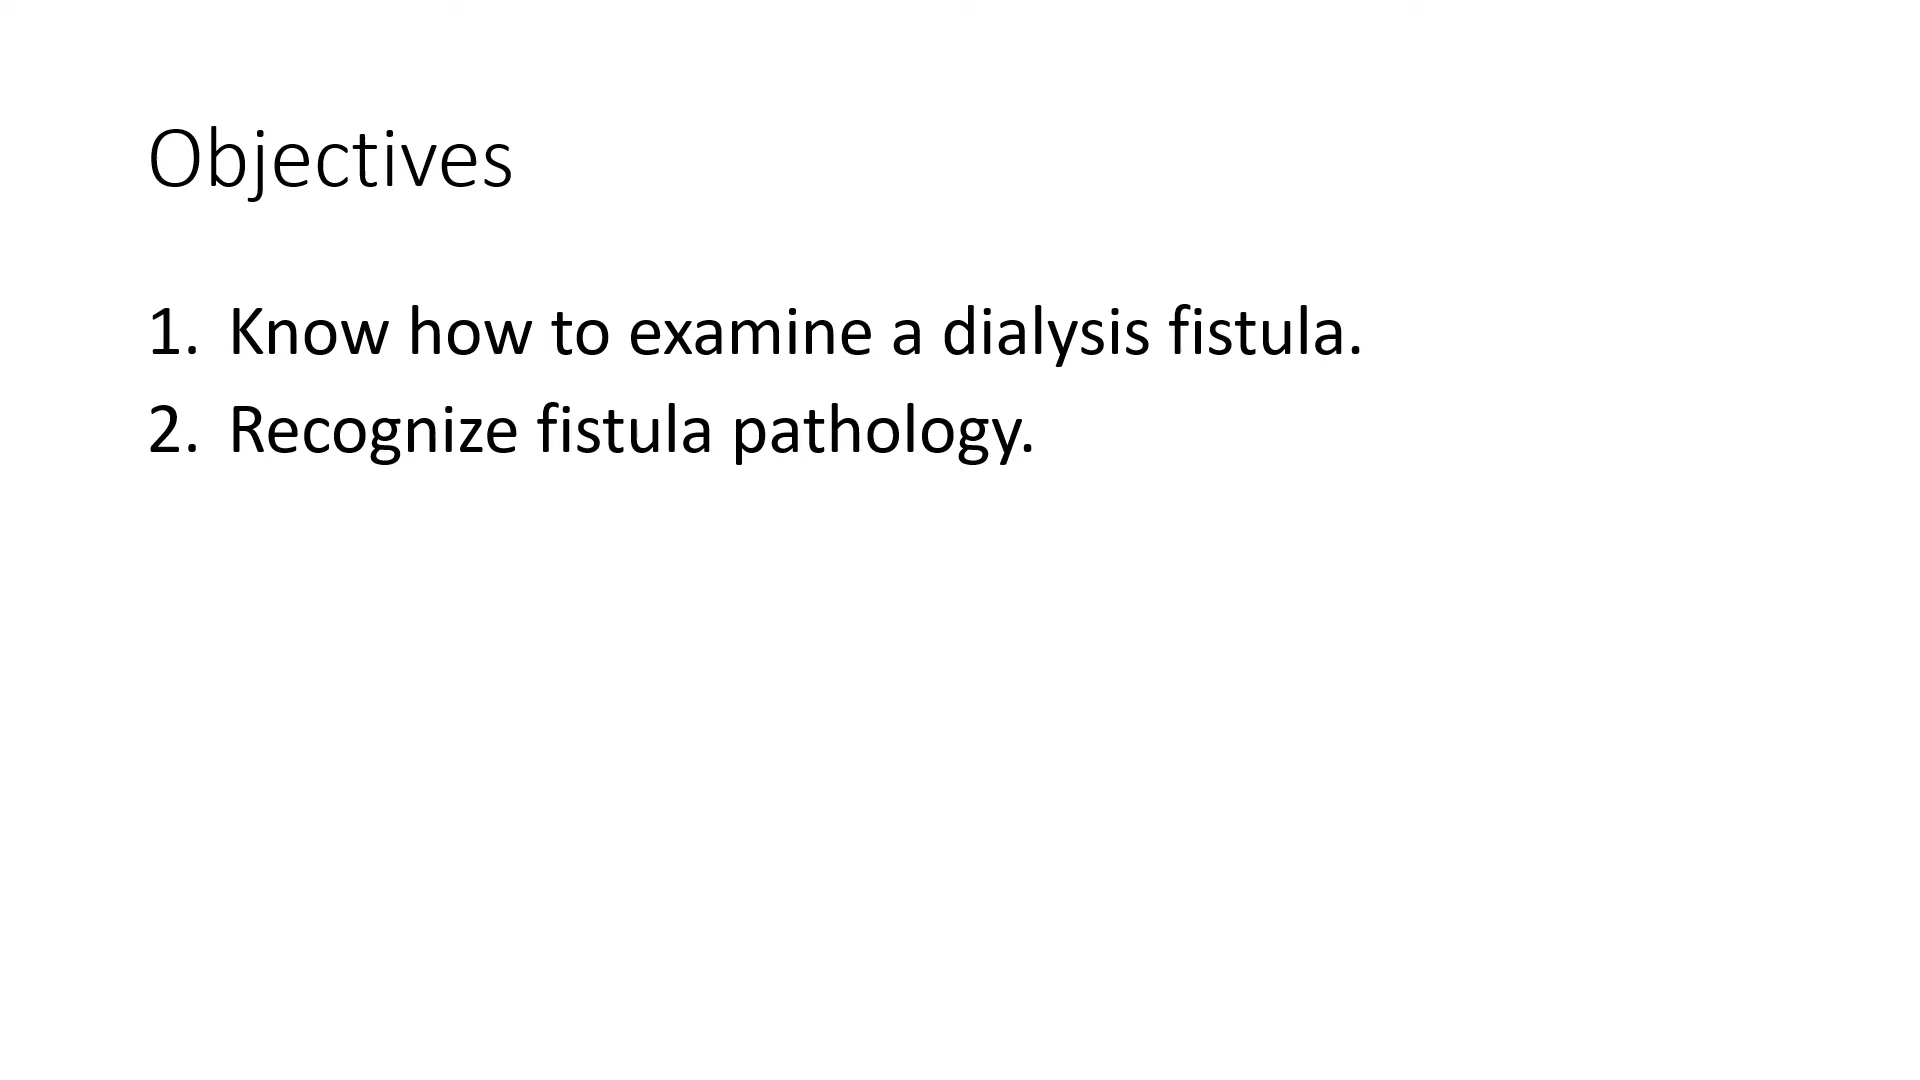 Objectives
1. Know how to examine a dialysis fistula.
2. Recognize fistula pathology.